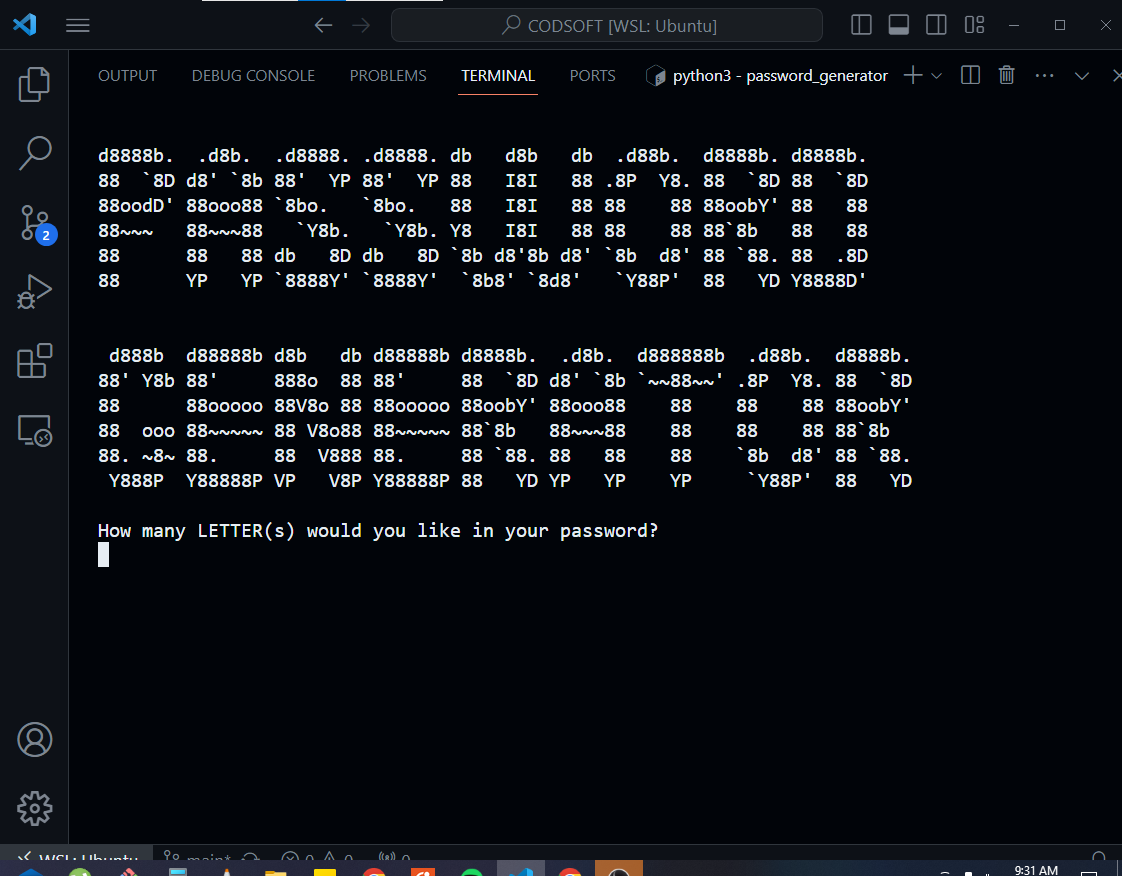 CODSOFT [WSL: Ubuntu]
OUTPUT DEBUG CONSOLE PROBLEMS TERMINAL PORTS python3 - password_generator
d8888b.  .d8b.  .d8888. .d8888. db   d8b   db  .d88b.  d8888b. d8888b.
88  `8D d8' `8b 88'  YP 88'  YP 88   I8I   88 .8P  Y8. 88  `8D 88  `8D
88oodD' 88ooo88 `8bo.   `8bo.   88   I8I   88 88    88 88oobY' 88   88
88~~~   88~~~88   `Y8b.   `Y8b. Y8   I8I   88 88    88 88`8b   88   88
88      88   88 db   8D db   8D `8b d8'8b d8' `8b  d8' 88 `88. 88  .8D
88      YP   YP `8888Y' `8888Y'  `8b8' `8d8'   `Y88P'  88   YD Y8888D'
 d888b  d88888b d8b   db d88888b d8888b.  .d8b.  d888888b  .d88b.  d8888b.
88' Y8b 88'     888o  88 88'     88  `8D d8' `8b `~~88~~' .8P  Y8. 88  `8D
88      88ooooo 88V8o 88 88ooooo 88oobY' 88ooo88    88    88    88 88oobY'
88  ooo 88~~~~~ 88 V8o88 88~~~~~ 88`8b   88~~~88    88    88    88 88`8b
88. ~8~ 88.     88  V888 88.     88 `88. 88   88    88    `8b  d8' 88 `88.
 Y888P  Y88888P VP   V8P Y88888P 88   YD YP   YP    YP     `Y88P'  88   YD
How many LETTER(s) would you like in your password?
2
WSL: Ubuntu main* 0 0 0
9:31 AM